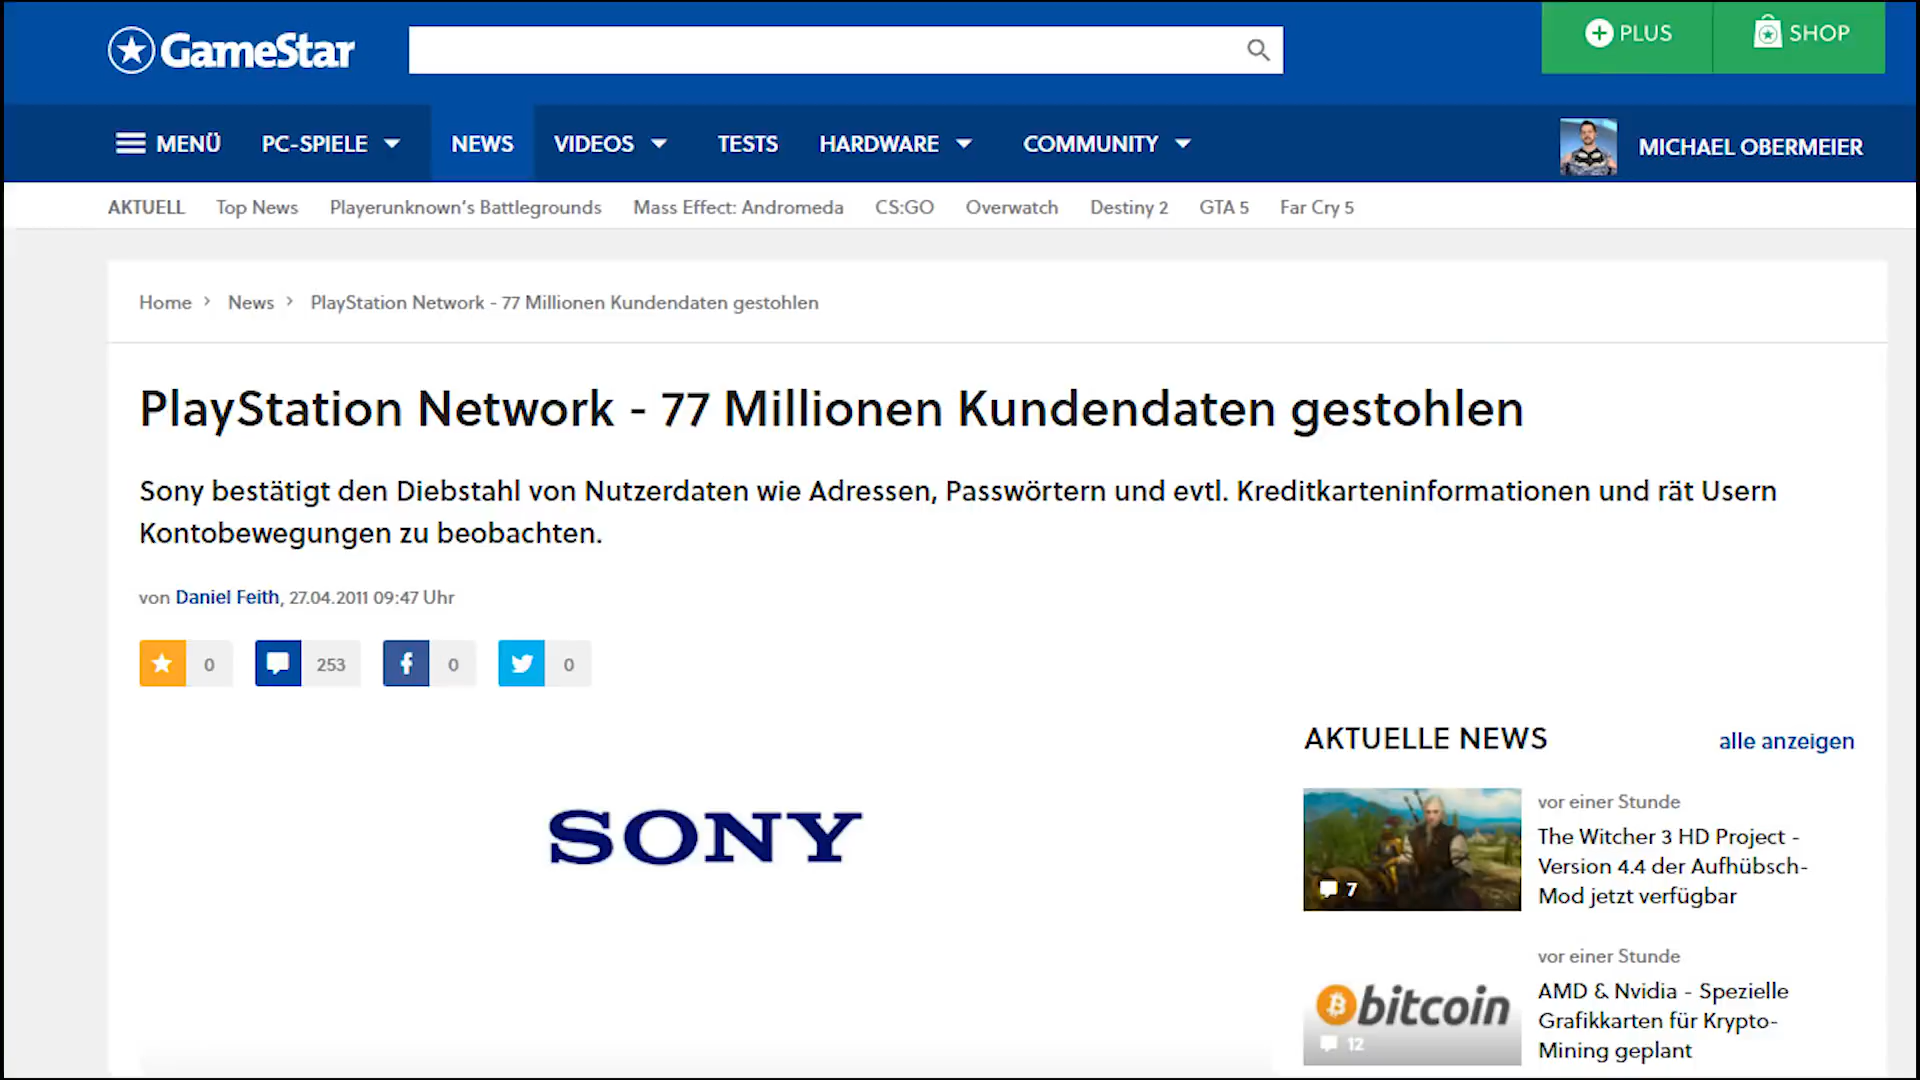 GameStar
PLUS
SHOP
MENÜ
PC-SPIELE
NEWS
VIDEOS
TESTS
HARDWARE
COMMUNITY
MICHAEL OBERMEIER
AKTUELL
Top News
Playerunknown's Battlegrounds
Mass Effect: Andromeda
CS:GO
Overwatch
Destiny 2
GTA 5
Far Cry 5
Home
News
PlayStation Network - 77 Millionen Kundendaten gestohlen
PlayStation Network - 77 Millionen Kundendaten gestohlen
Sony bestätigt den Diebstahl von Nutzerdaten wie Adressen, Passwörtern und evtl. Kreditkarteninformationen und rät Usern
Kontobewegungen zu beobachten.
von Daniel Feith, 27.04.2011 09:47 Uhr
0
253
0
0
SONY
AKTUELLE NEWS
alle anzeigen
7
vor einer Stunde
The Witcher 3 HD Project -
Version 4.4 der Aufhübsch-
Mod jetzt verfügbar
bitcoin
12
vor einer Stunde
AMD & Nvidia - Spezielle
Grafikkarten für Krypto-
Mining geplant